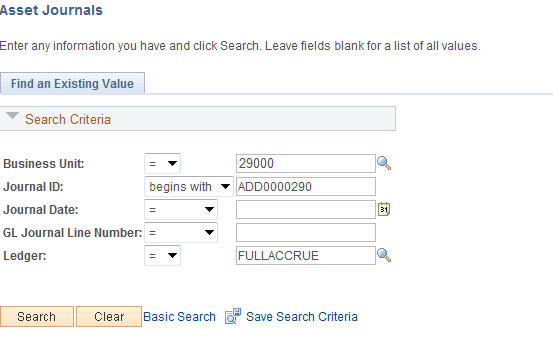 Asset Journals
Enter any information you have and click Search. Leave fields blank for a list of all values.
Find an Existing Value
Search Criteria
Business Unit: = 29000
Journal ID: begins with ADD0000290
Journal Date: = 31
GL Journal Line Number: =
Ledger: = FULLACCRUE
Search Clear Basic Search Save Search Criteria